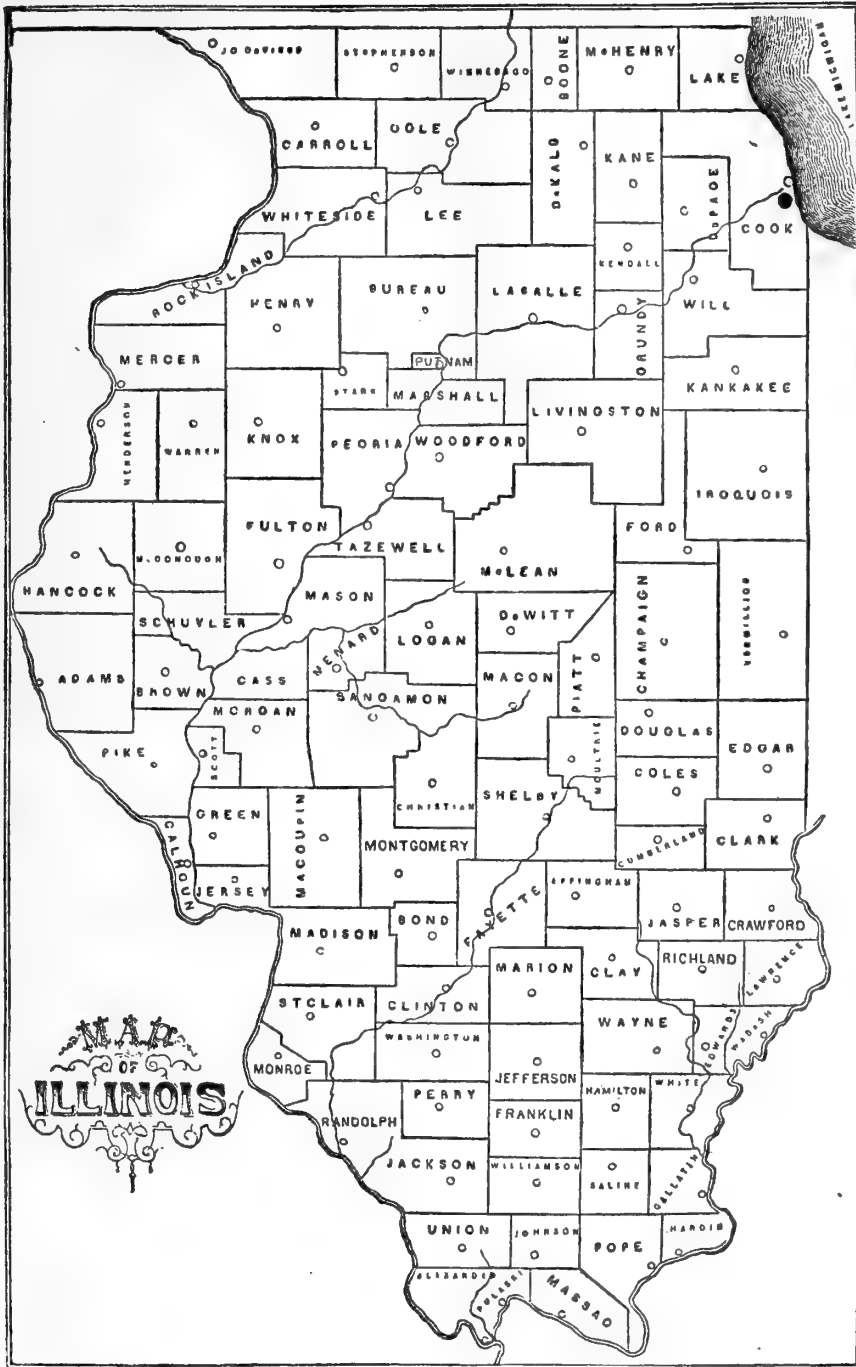 JO DAVIESS
STEPHENSON
WINNEBAGO
BOONE
McHENRY
LAKE
LAKE MICHIGAN
CARROLL
OGLE
DeKALB
KANE
DuPAGE
COOK
WHITESIDE
LEE
KENDALL
ROCK ISLAND
HENRY
BUREAU
LASALLE
GRUNDY
WILL
MERCER
PUTNAM
STARK
MARSHALL
KANKAKEE
HENDERSON
WARREN
KNOX
PEORIA
WOODFORD
LIVINGSTON
IROQUOIS
FULTON
TAZEWELL
FORD
HANCOCK
McDONOUGH
McLEAN
MASON
SCHUYLER
LOGAN
DeWITT
CHAMPAIGN
VERMILLION
ADAMS
BROWN
CASS
MENARD
SANGAMON
MACON
PIATT
MORGAN
DOUGLAS
PIKE
SCOTT
MOULTRIE
EDGAR
COLES
CHRISTIAN
SHELBY
GREEN
MACOUPIN
CALHOUN
MONTGOMERY
CUMBERLAND
CLARK
JERSEY
FAYETTE
EFFINGHAM
MADISON
BOND
JASPER
CRAWFORD
MARION
CLAY
RICHLAND
LAWRENCE
ST CLAIR
CLINTON
WAYNE
EDWARDS
WABASH
MAP
OF
ILLINOIS
WASHINGTON
MONROE
JEFFERSON
RANDOLPH
PERRY
FRANKLIN
HAMILTON
WHITE
JACKSON
WILLIAMSON
SALINE
GALLATIN
UNION
JOHNSON
POPE
HARDIN
ALEXANDER
PULASKI
MASSAC